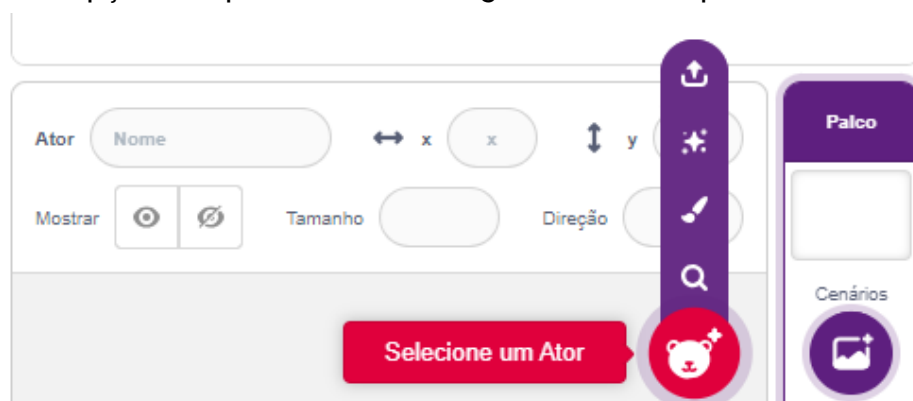 Ator Nome x x y
Palco
Mostrar Tamanho Direção
Cenários
Selecione um Ator